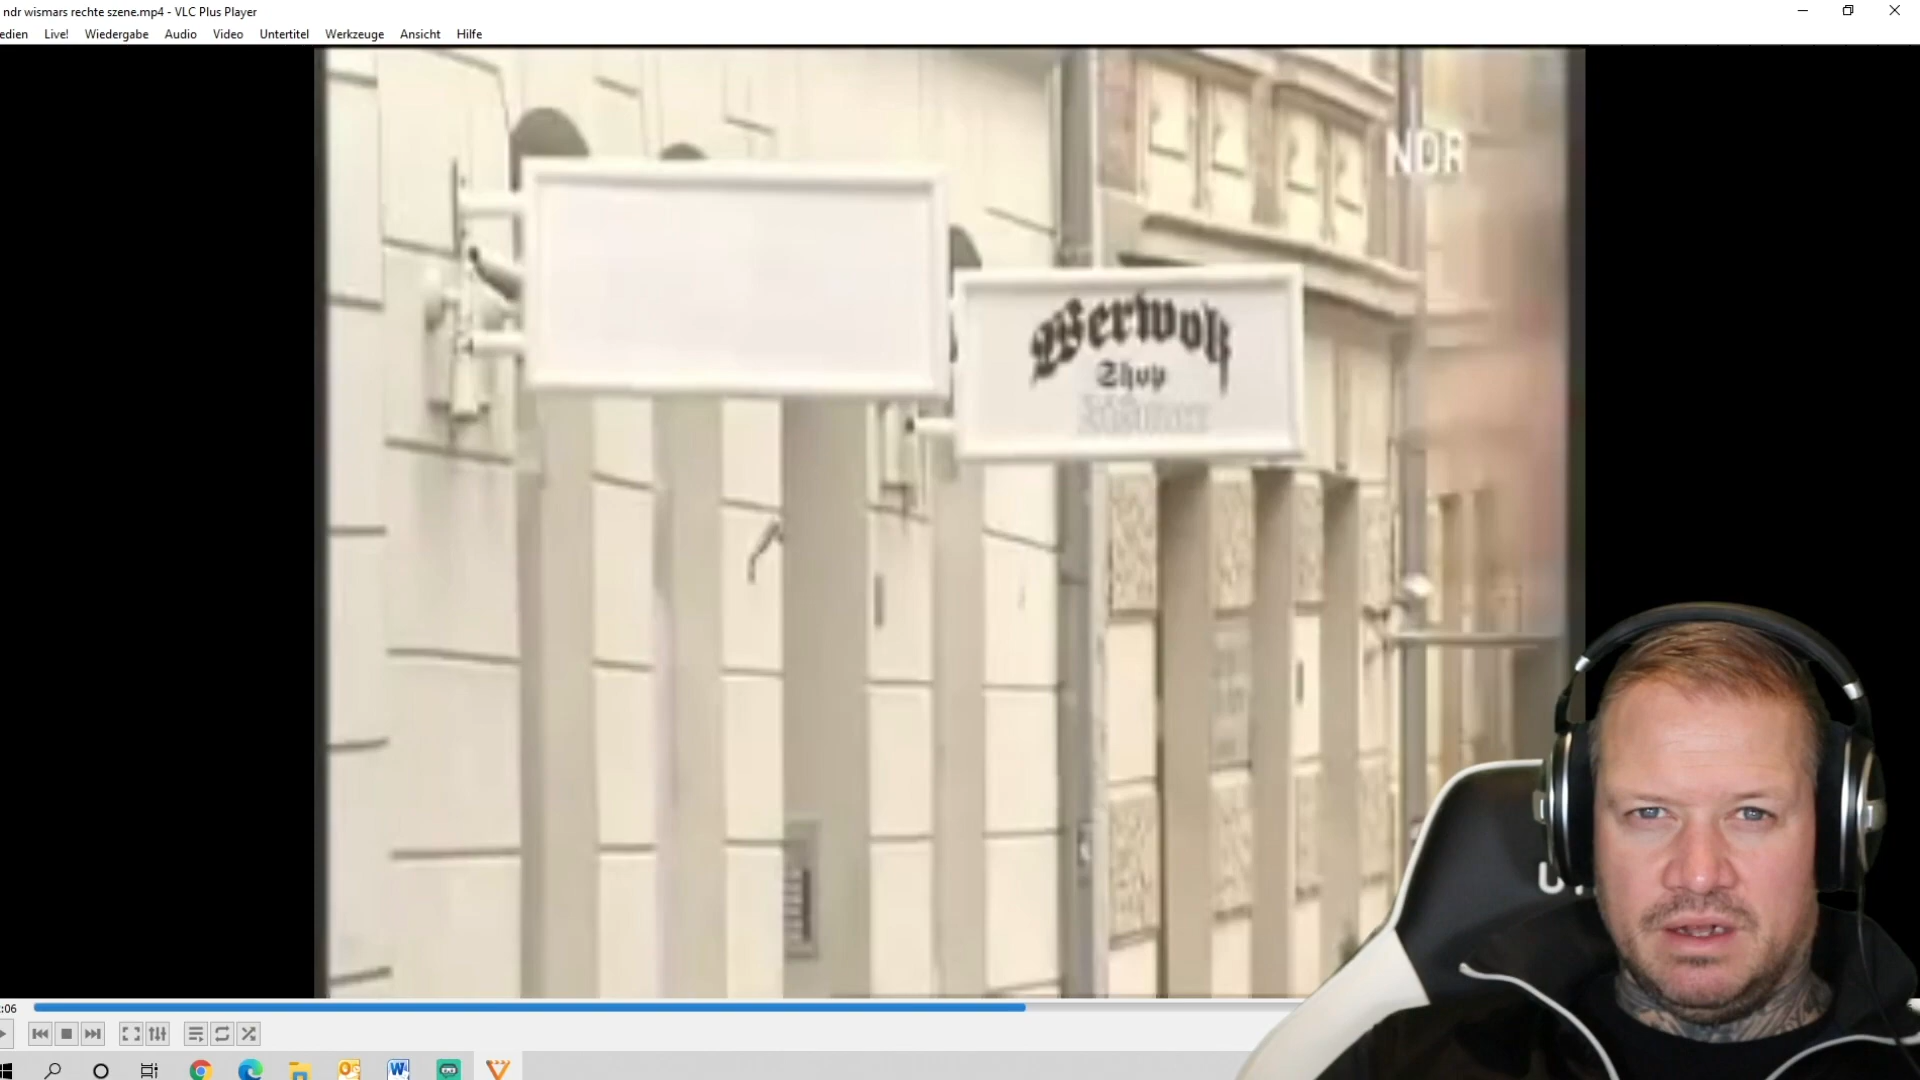 ndr wismars rechte szene.mp4 - VLC Plus Player
edien Live! Wiedergabe Audio Video Untertitel Werkzeuge Ansicht Hilfe
NDR
Werwolf
Shop
Wismar
:06